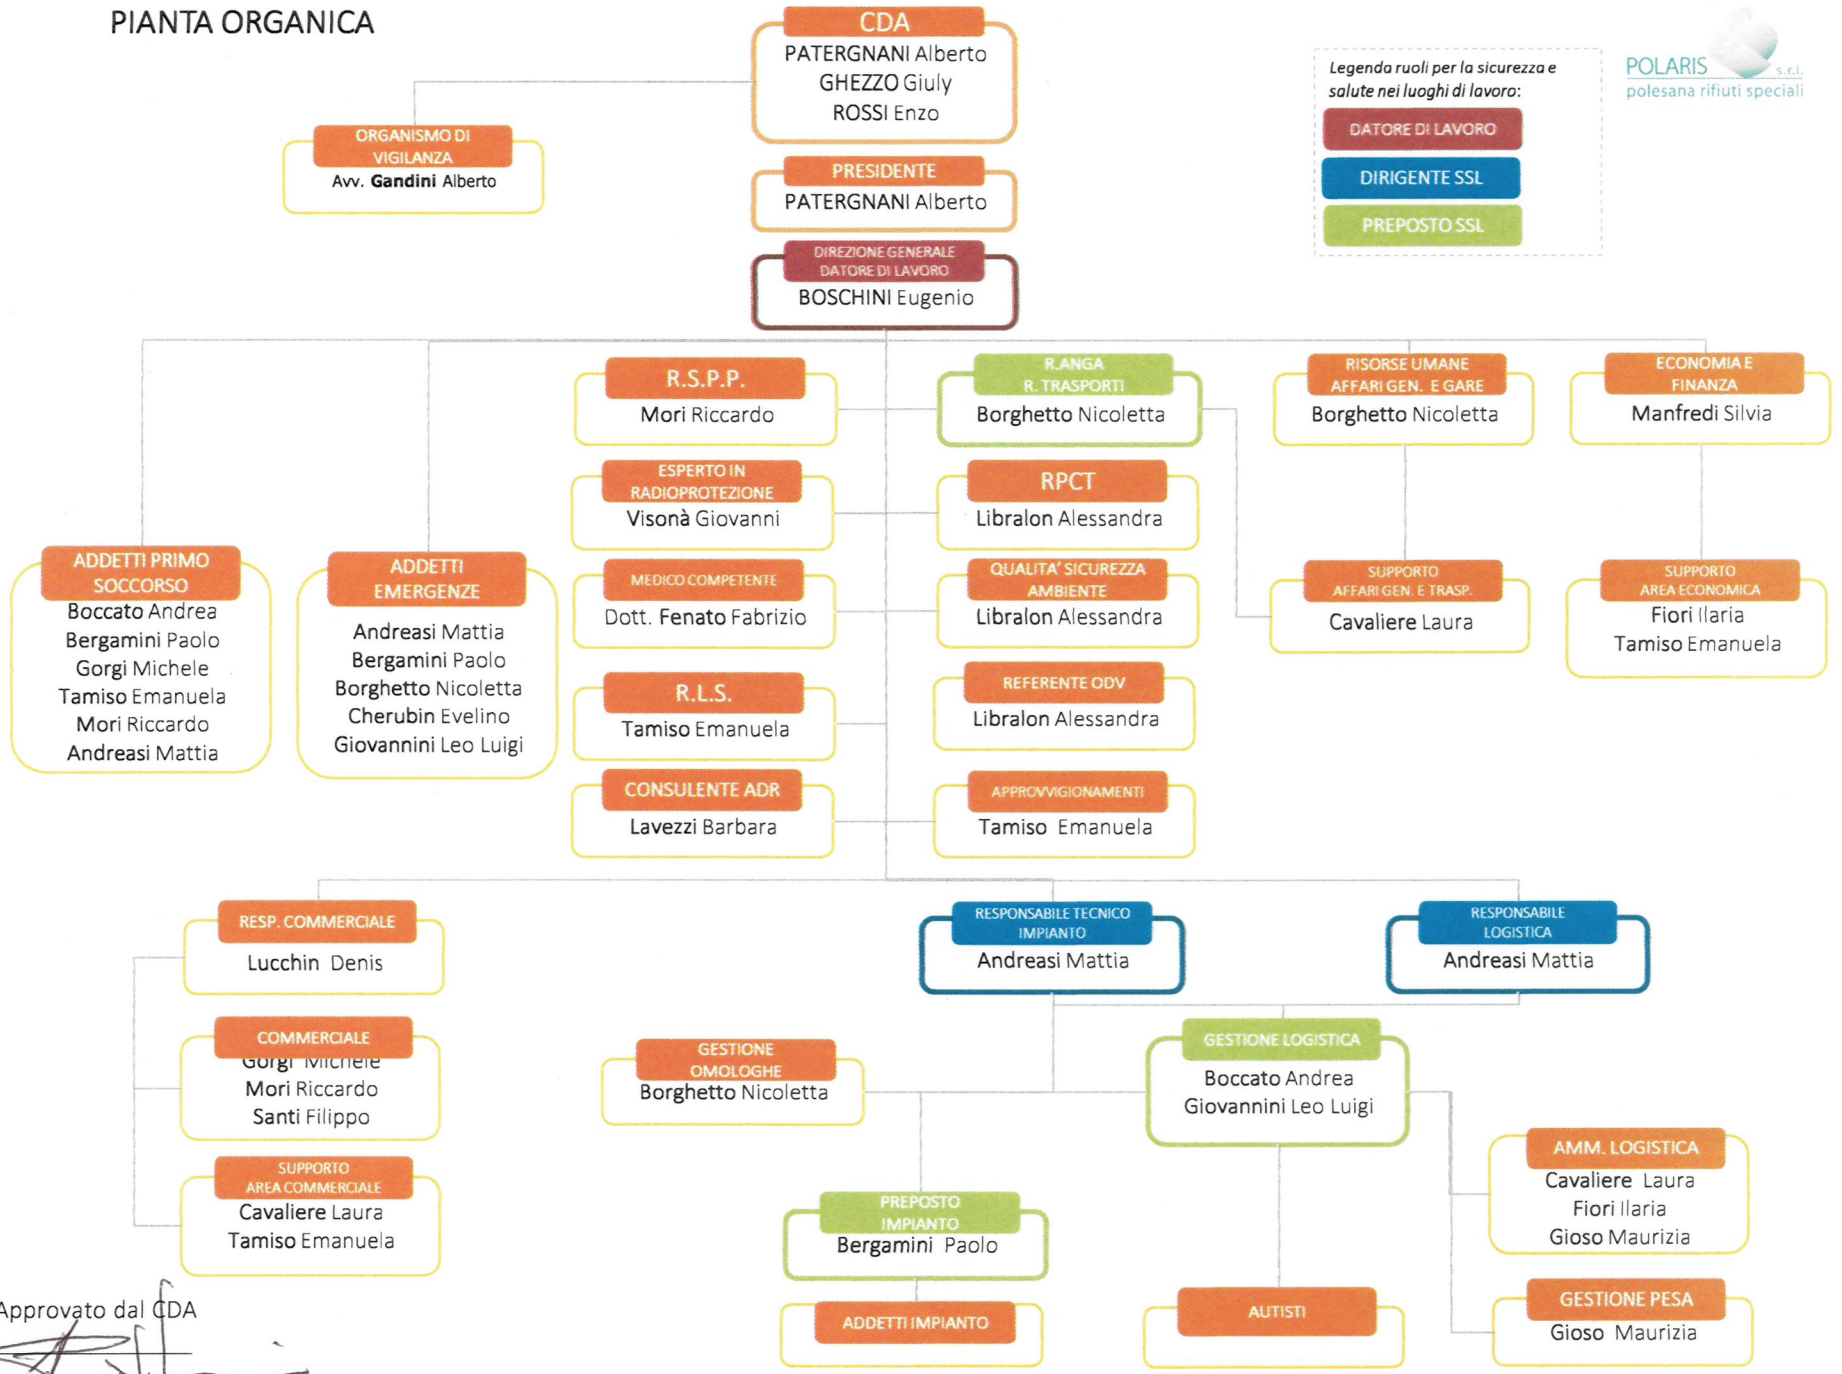 PIANTA ORGANICA
CDA
PATERGNANI Alberto
GHEZZO Giuly
ROSSI Enzo
Legenda ruoli per la sicurezza e
salute nei luoghi di lavoro:
DATORE DI LAVORO
DIRIGENTE SSL
PREPOSTO SSL
POLARIS s.r.l.
polesana rifiuti speciali
ORGANISMO DI
VIGILANZA
Avv. Gandini Alberto
PRESIDENTE
PATERGNANI Alberto
DIREZIONE GENERALE
DATORE DI LAVORO
BOSCHINI Eugenio
R.S.P.P.
Mori Riccardo
R.ANGA
R. TRASPORTI
Borghetto Nicoletta
RISORSE UMANE
AFFARI GEN. E GARE
Borghetto Nicoletta
ECONOMIA E
FINANZA
Manfredi Silvia
ESPERTO IN
RADIOPROTEZIONE
Visonà Giovanni
RPCT
Libralon Alessandra
ADDETTI PRIMO
SOCCORSO
Boccato Andrea
Bergamini Paolo
Gorgi Michele
Tamiso Emanuela
Mori Riccardo
Andreasi Mattia
ADDETTI
EMERGENZE
Andreasi Mattia
Bergamini Paolo
Borghetto Nicoletta
Cherubin Evelino
Giovannini Leo Luigi
MEDICO COMPETENTE
Dott. Fenato Fabrizio
QUALITA' SICUREZZA
AMBIENTE
Libralon Alessandra
SUPPORTO
AFFARI GEN. E TRASP.
Cavaliere Laura
SUPPORTO
AREA ECONOMICA
Fiori Ilaria
Tamiso Emanuela
R.L.S.
Tamiso Emanuela
REFERENTE ODV
Libralon Alessandra
CONSULENTE ADR
Lavezzi Barbara
APPROVVIGIONAMENTI
Tamiso Emanuela
RESP. COMMERCIALE
Lucchin Denis
RESPONSABILE TECNICO
IMPIANTO
Andreasi Mattia
RESPONSABILE
LOGISTICA
Andreasi Mattia
COMMERCIALE
Gorgi Michele
Mori Riccardo
Santi Filippo
GESTIONE
OMOLOGHE
Borghetto Nicoletta
GESTIONE LOGISTICA
Boccato Andrea
Giovannini Leo Luigi
SUPPORTO
AREA COMMERCIALE
Cavaliere Laura
Tamiso Emanuela
PREPOSTO
IMPIANTO
Bergamini Paolo
AMM. LOGISTICA
Cavaliere Laura
Fiori Ilaria
Gioso Maurizia
ADDETTI IMPIANTO
AUTISTI
GESTIONE PESA
Gioso Maurizia
Approvato dal CDA